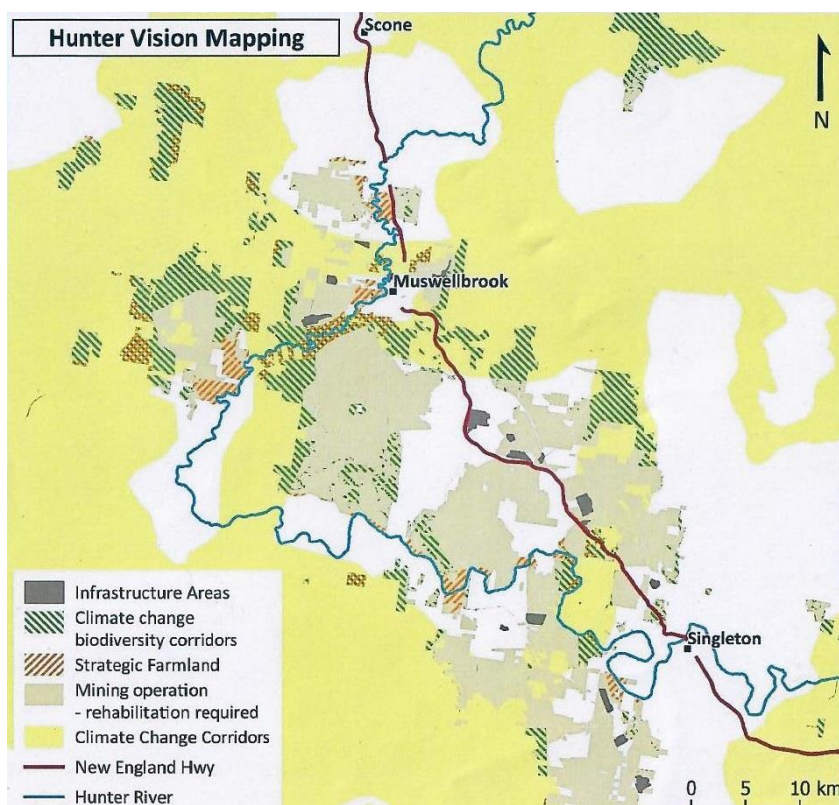 Hunter Vision Mapping
Scone
N
Muswellbrook
Singleton
Infrastructure Areas
Climate change
biodiversity corridors
Strategic Farmland
Mining operation
- rehabilitation required
Climate Change Corridors
New England Hwy
Hunter River
0 5 10 km